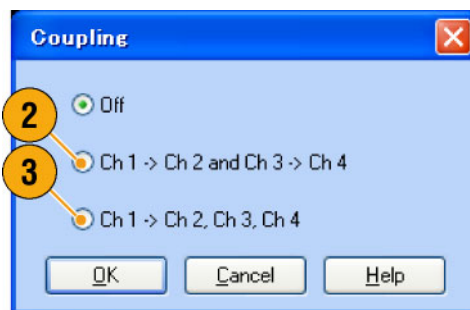 Coupling
Off
2
Ch 1 -> Ch 2 and Ch 3 -> Ch 4
3
Ch 1 -> Ch 2, Ch 3, Ch 4
OK Cancel Help